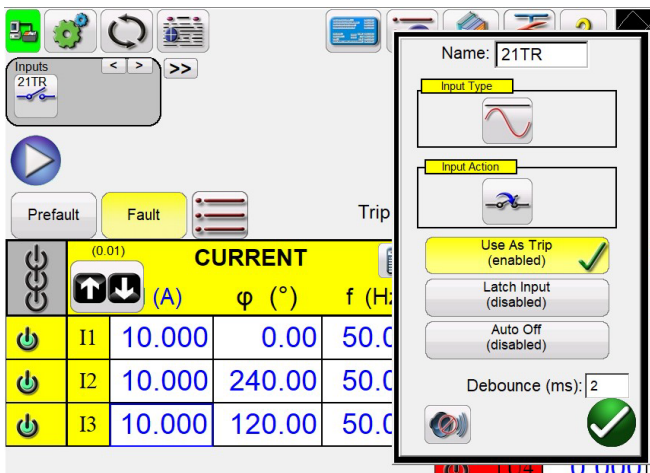 Inputs
< >
>>
21TR
Prefault
Fault
Trip
(0.01)
CURRENT
(A)
φ (°)
f (Hz
I1
10.000
0.00
50.0
I2
10.000
240.00
50.0
I3
10.000
120.00
50.0
Name: 21TR
Input Type
Input Action
Use As Trip
(enabled)
Latch Input
(disabled)
Auto Off
(disabled)
Debounce (ms): 2